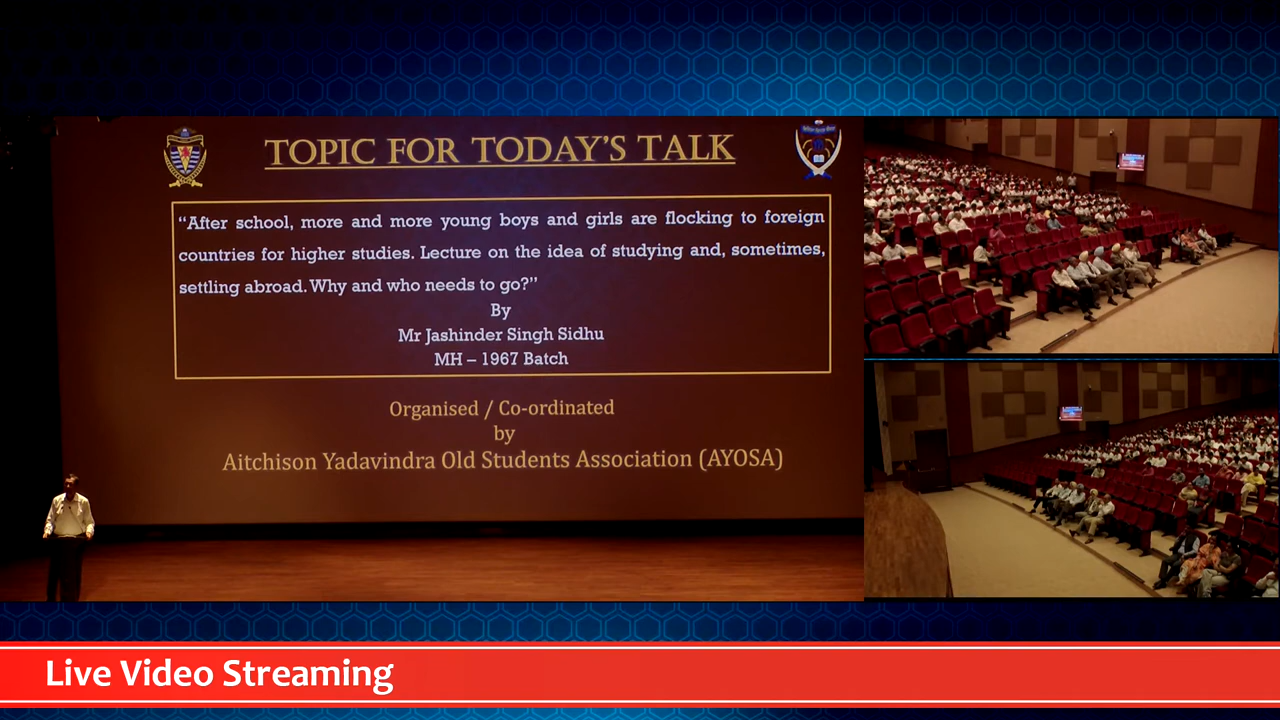 TOPIC FOR TODAY'S TALK
“After school, more and more young boys and girls are flocking to foreign
countries for higher studies. Lecture on the idea of studying and, sometimes,
settling abroad. Why and who needs to go?”
By
Mr Jashinder Singh Sidhu
MH – 1967 Batch
Organised / Co-ordinated
by
Aitchison Yadavindra Old Students Association (AYOSA)
Live Video Streaming